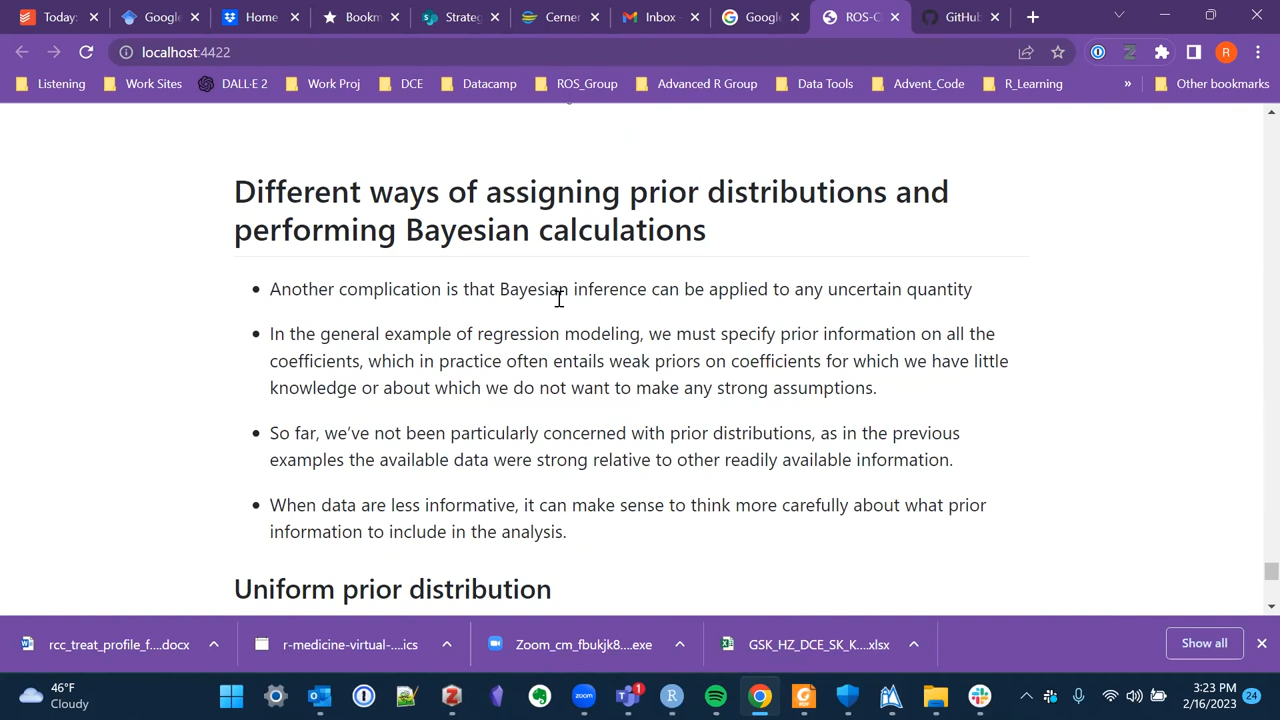 Today:
Google
Home
Bookm
Strateg
Cerner
Inbox -
Google
ROS-C
GitHub
localhost:4422
R
Listening
Work Sites
DALL·E 2
Work Proj
DCE
Datacamp
ROS_Group
Advanced R Group
Data Tools
Advent_Code
R_Learning
»
Other bookmarks
Different ways of assigning prior distributions and
performing Bayesian calculations
• Another complication is that Bayesian inference can be applied to any uncertain quantity
• In the general example of regression modeling, we must specify prior information on all the
coefficients, which in practice often entails weak priors on coefficients for which we have little
knowledge or about which we do not want to make any strong assumptions.
• So far, we’ve not been particularly concerned with prior distributions, as in the previous
examples the available data were strong relative to other readily available information.
• When data are less informative, it can make sense to think more carefully about what prior
information to include in the analysis.
Uniform prior distribution
rcc_treat_profile_f....docx
r-medicine-virtual-....ics
Zoom_cm_fbukjk8....exe
GSK_HZ_DCE_SK_K....xlsx
Show all
46°F
Cloudy
zoom
1
3:23 PM
2/16/2023
24